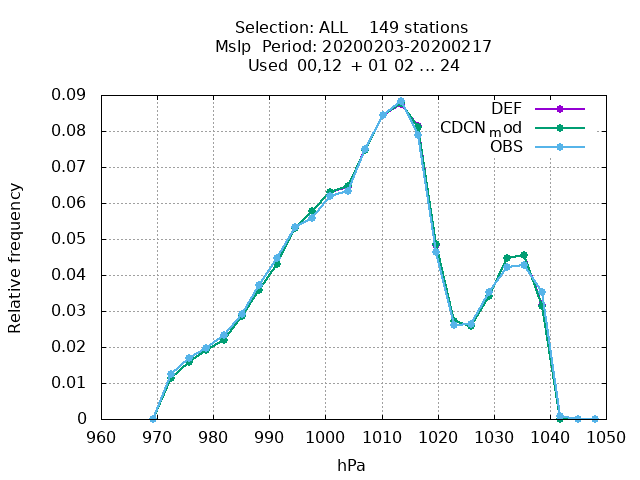 Selection: ALL    149 stations
Mslp  Period: 20200203-20200217
Used  00,12  + 01 02 ... 24
0.09
0.08
0.07
0.06
0.05
0.04
0.03
0.02
0.01
0
Relative frequency
DEF
CDCN mod
OBS
960 970 980 990 1000 1010 1020 1030 1040 1050
hPa